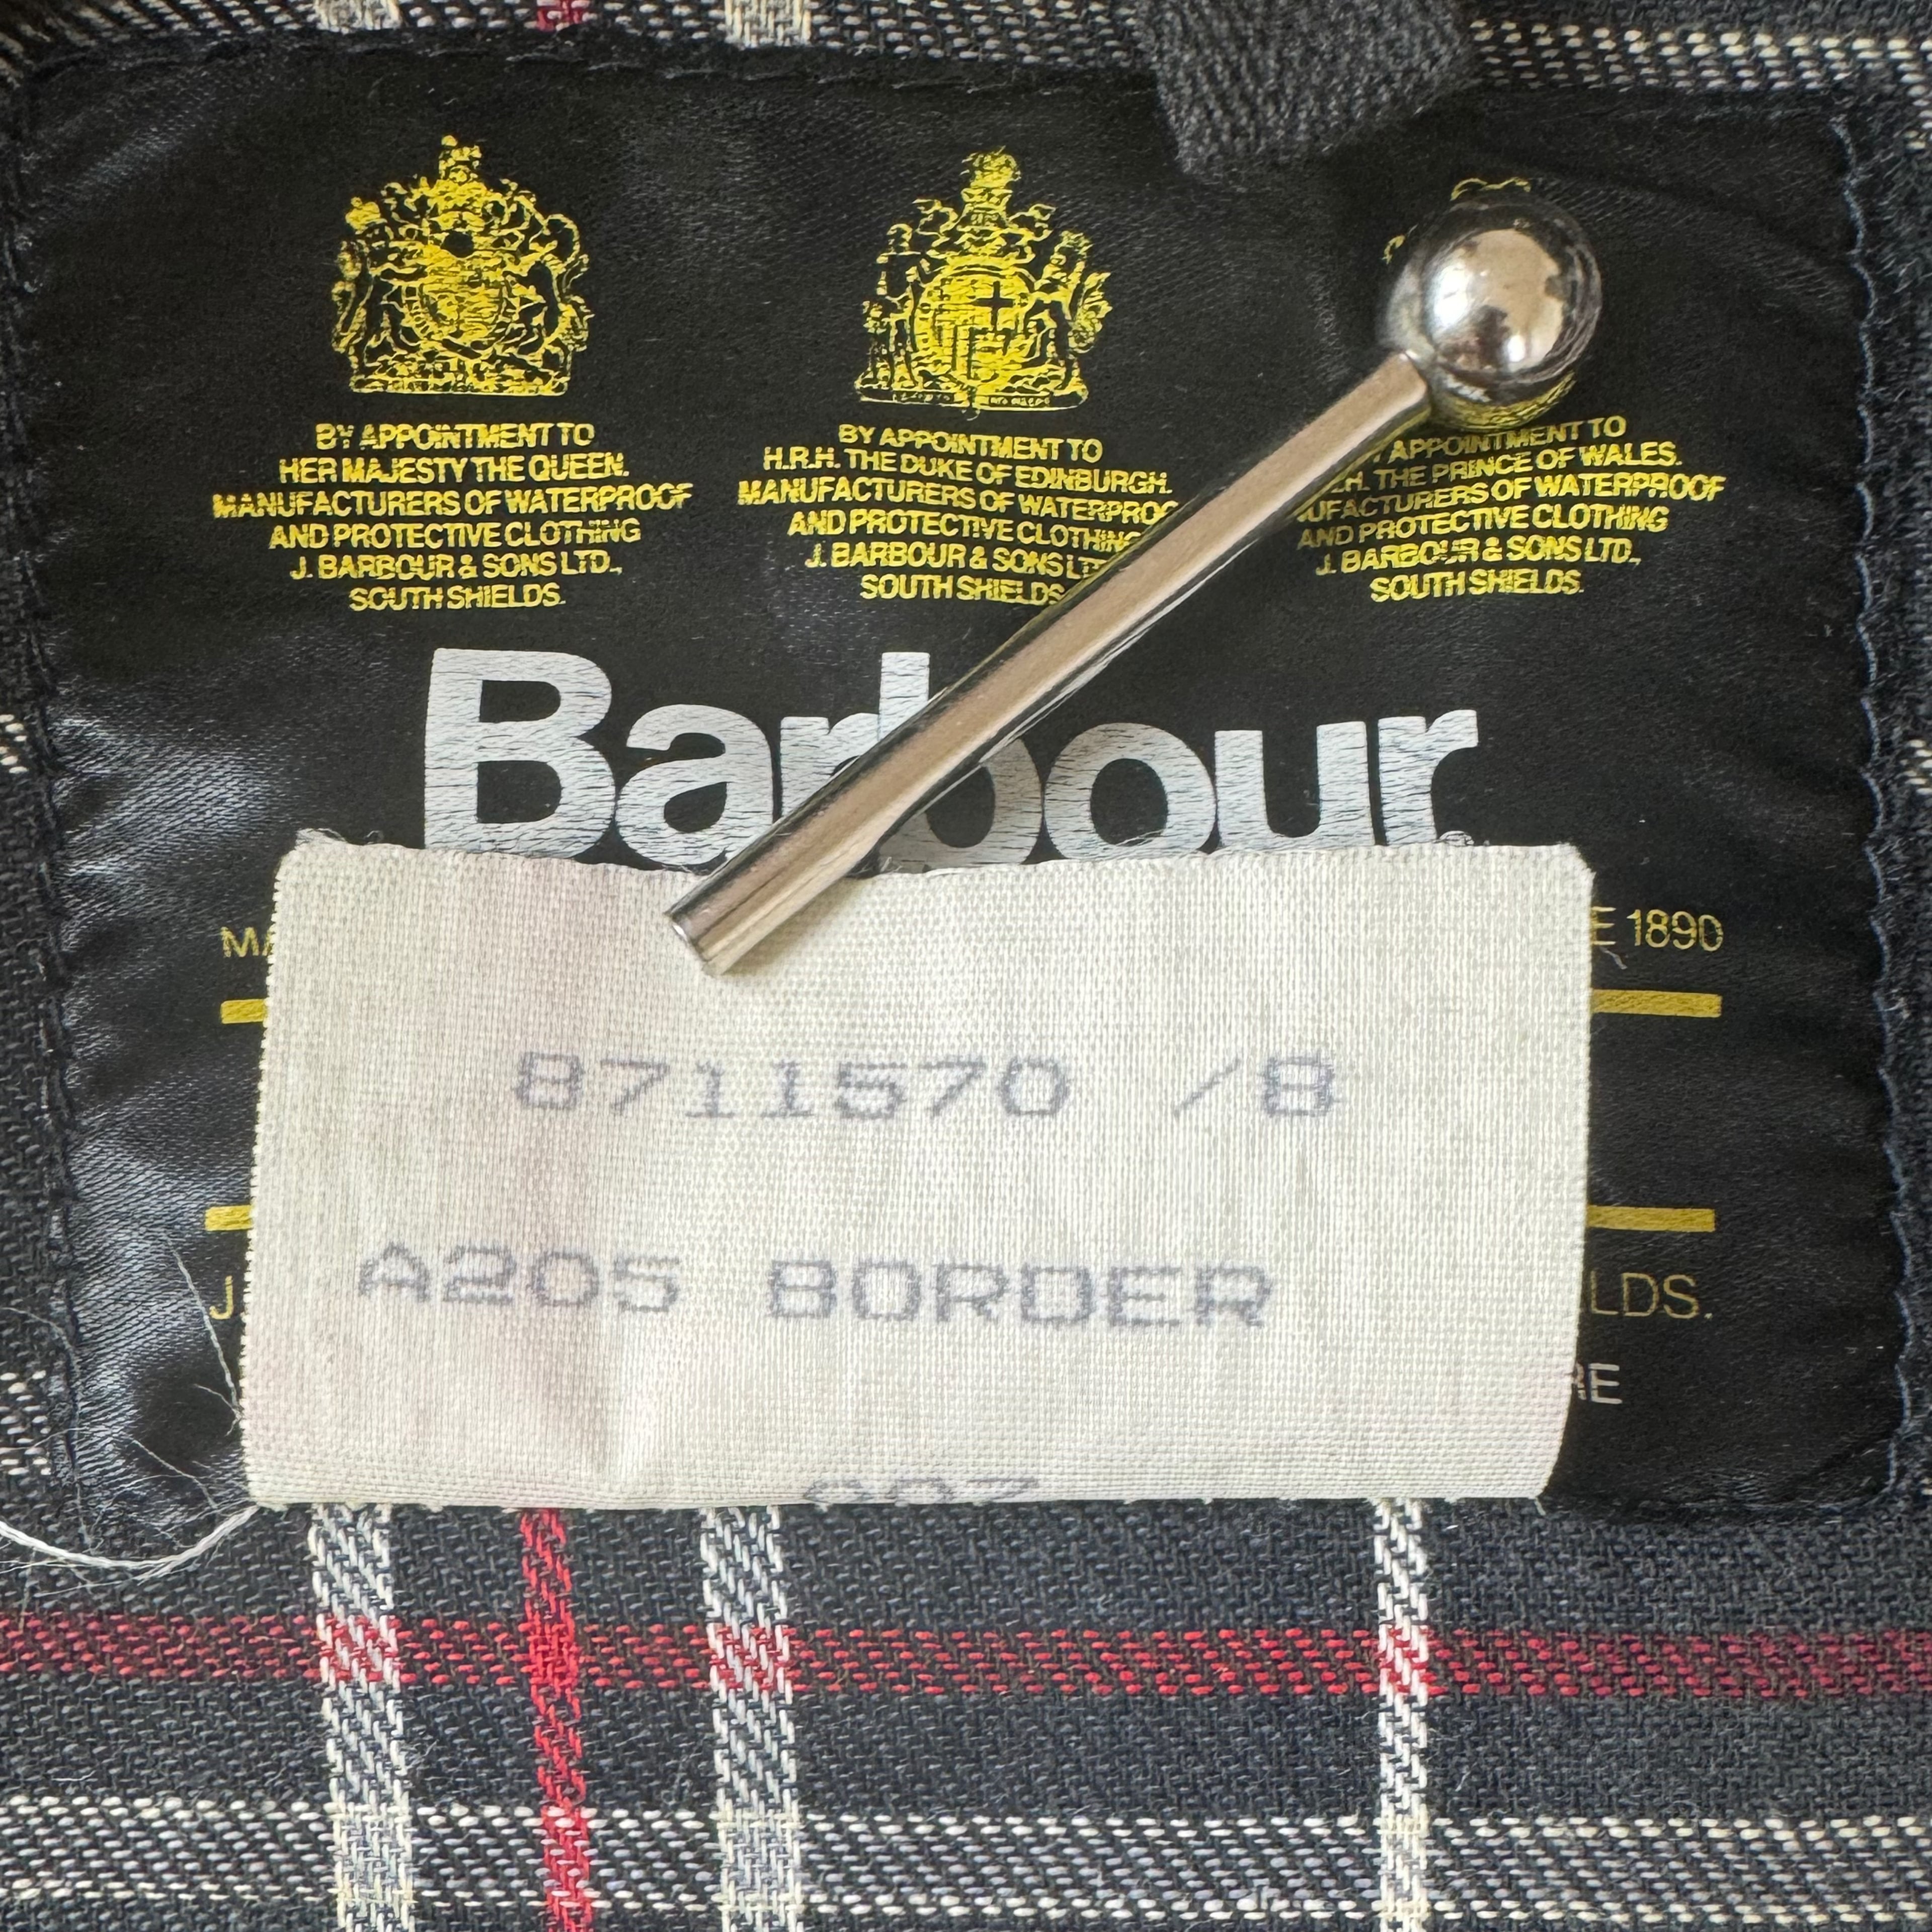 BY APPOINTMENT TO
HER MAJESTY THE QUEEN.
MANUFACTURERS OF WATERPROOF
AND PROTECTIVE CLOTHING
J. BARBOUR & SONS LTD.,
SOUTH SHIELDS.
BY APPOINTMENT TO
H.R.H. THE DUKE OF EDINBURGH.
MANUFACTURERS OF WATERPROO
AND PROTECTIVE CLOTHING
J. BARBOUR & SONS LT
SOUTH SHIELDS
APPOINTMENT TO
.H. THE PRINCE OF WALES.
UFACTURERS OF WATERPROOF
AND PROTECTIVE CLOTHING
J. BARBOUR & SONS LTD.,
SOUTH SHIELDS.
Barbour®
MA E 1890
8711570 /8
A205 BORDER
J. LDS.
RE